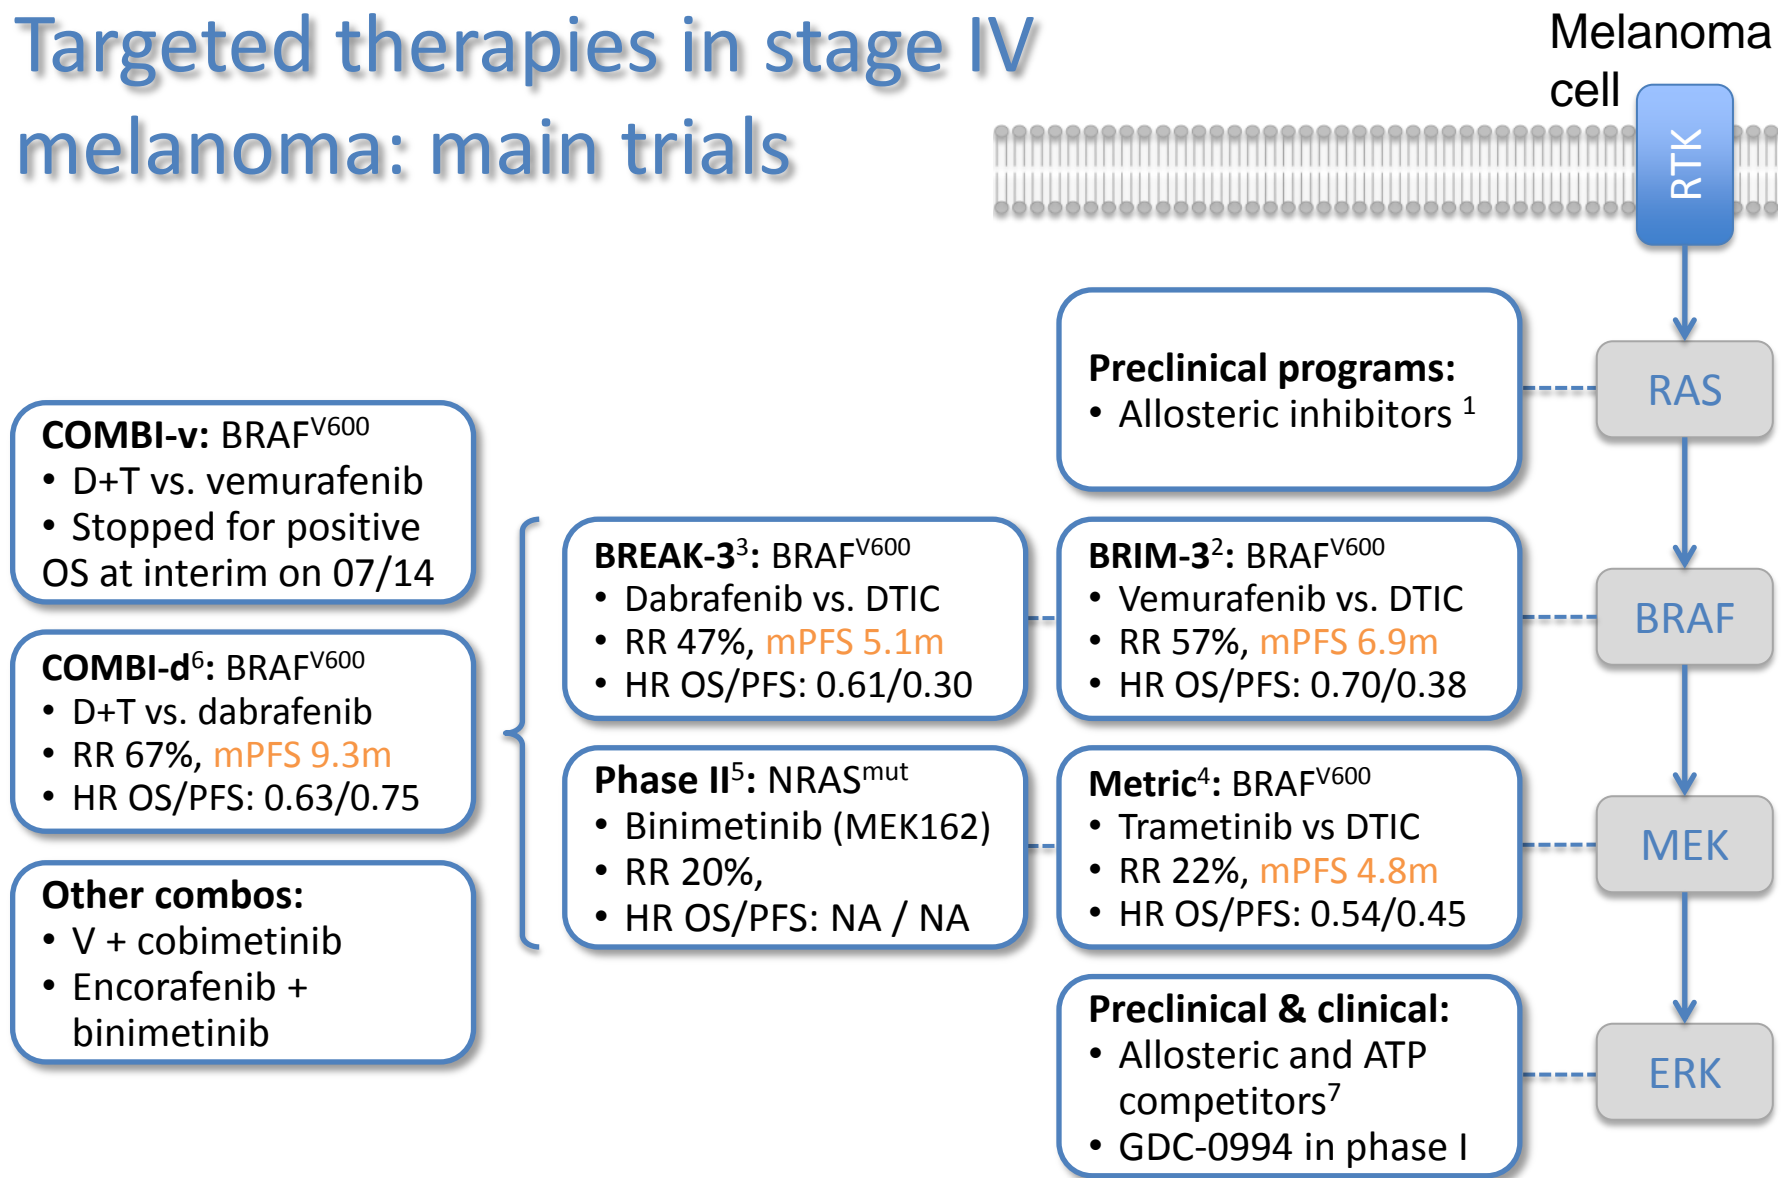 Targeted therapies in stage IV
melanoma: main trials
Melanoma
cell
RTK
RAS
BRAF
MEK
ERK
Preclinical programs:
• Allosteric inhibitors ¹
COMBI-v: BRAFⱽ⁶⁰⁰
• D+T vs. vemurafenib
• Stopped for positive
OS at interim on 07/14
COMBI-d⁶: BRAFⱽ⁶⁰⁰
• D+T vs. dabrafenib
• RR 67%, mPFS 9.3m
• HR OS/PFS: 0.63/0.75
Other combos:
• V + cobimetinib
• Encorafenib +
binimetinib
BREAK-3³: BRAFⱽ⁶⁰⁰
• Dabrafenib vs. DTIC
• RR 47%, mPFS 5.1m
• HR OS/PFS: 0.61/0.30
BRIM-3²: BRAFⱽ⁶⁰⁰
• Vemurafenib vs. DTIC
• RR 57%, mPFS 6.9m
• HR OS/PFS: 0.70/0.38
Phase II⁵: NRASᵐᵘᵗ
• Binimetinib (MEK162)
• RR 20%,
• HR OS/PFS: NA / NA
Metric⁴: BRAFⱽ⁶⁰⁰
• Trametinib vs DTIC
• RR 22%, mPFS 4.8m
• HR OS/PFS: 0.54/0.45
Preclinical & clinical:
• Allosteric and ATP
competitors⁷
• GDC-0994 in phase I